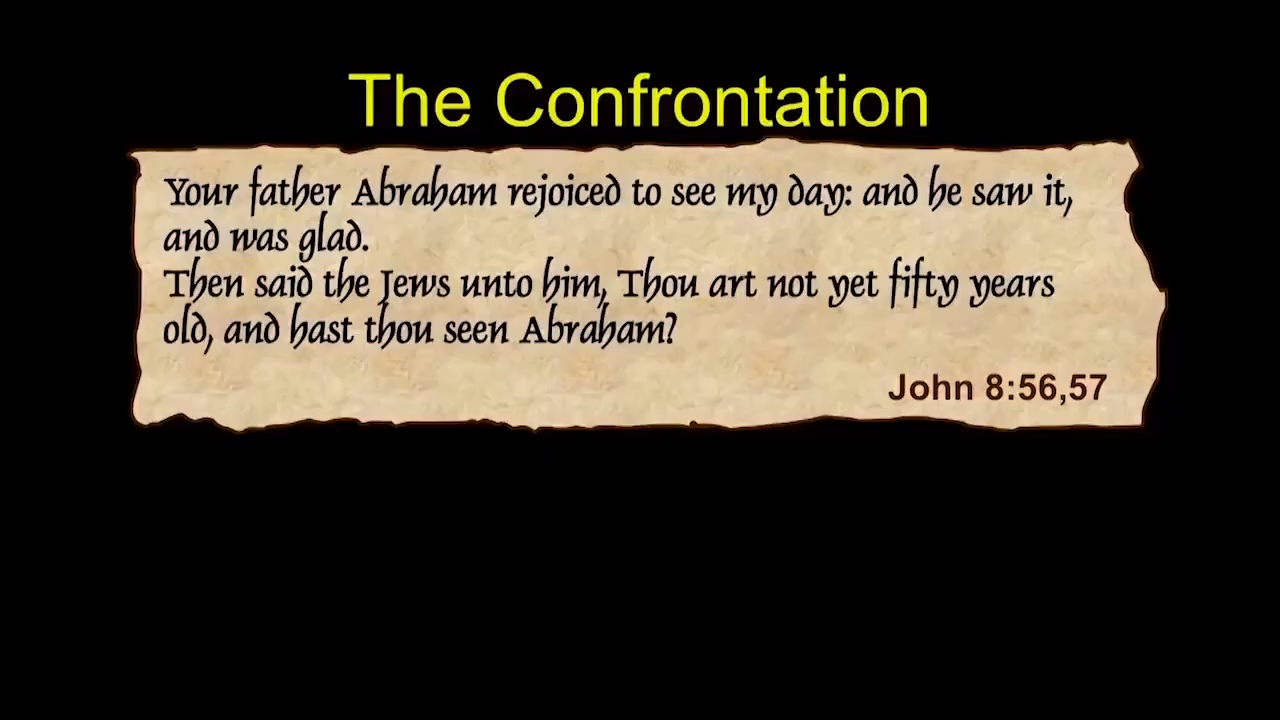 The Confrontation
Your father Abraham rejoiced to see my day: and he saw it,
and was glad.
Then said the Jews unto him, Thou art not yet fifty years
old, and hast thou seen Abraham?
John 8:56,57